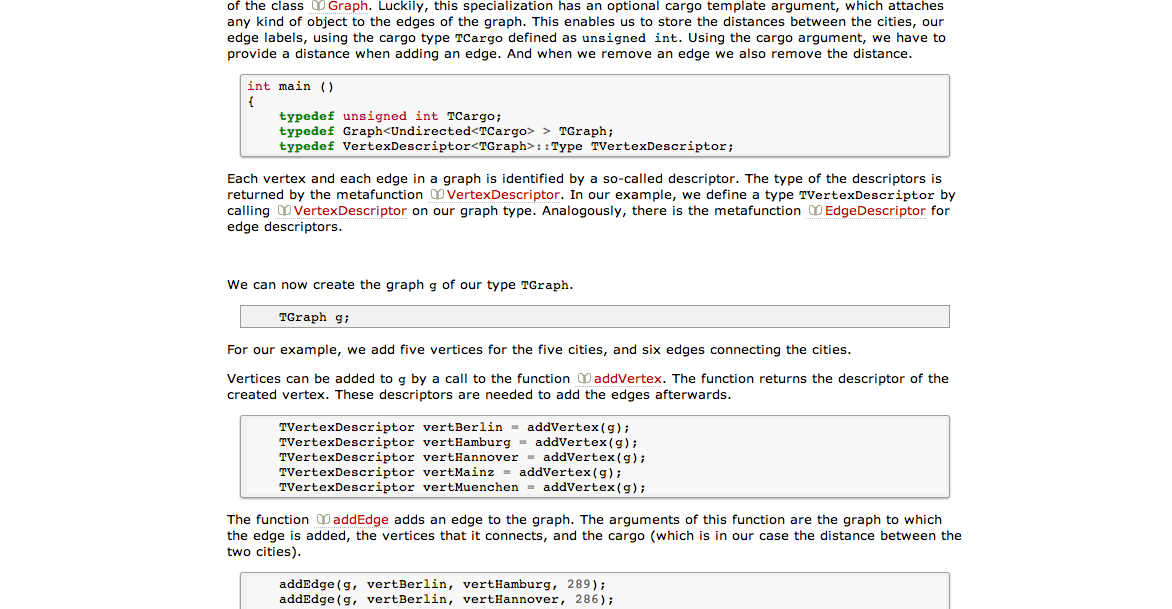 of the class Graph. Luckily, this specialization has an optional cargo template argument, which attaches
any kind of object to the edges of the graph. This enables us to store the distances between the cities, our
edge labels, using the cargo type TCargo defined as unsigned int. Using the cargo argument, we have to
provide a distance when adding an edge. And when we remove an edge we also remove the distance.
int main ()
{
    typedef unsigned int TCargo;
    typedef Graph<Undirected<TCargo> > TGraph;
    typedef VertexDescriptor<TGraph>::Type TVertexDescriptor;
Each vertex and each edge in a graph is identified by a so-called descriptor. The type of the descriptors is
returned by the metafunction VertexDescriptor. In our example, we define a type TVertexDescriptor by
calling VertexDescriptor on our graph type. Analogously, there is the metafunction EdgeDescriptor for
edge descriptors.
We can now create the graph g of our type TGraph.
    TGraph g;
For our example, we add five vertices for the five cities, and six edges connecting the cities.
Vertices can be added to g by a call to the function addVertex. The function returns the descriptor of the
created vertex. These descriptors are needed to add the edges afterwards.
    TVertexDescriptor vertBerlin = addVertex(g);
    TVertexDescriptor vertHamburg = addVertex(g);
    TVertexDescriptor vertHannover = addVertex(g);
    TVertexDescriptor vertMainz = addVertex(g);
    TVertexDescriptor vertMuenchen = addVertex(g);
The function addEdge adds an edge to the graph. The arguments of this function are the graph to which
the edge is added, the vertices that it connects, and the cargo (which is in our case the distance between the
two cities).
    addEdge(g, vertBerlin, vertHamburg, 289);
    addEdge(g, vertBerlin, vertHannover, 286);